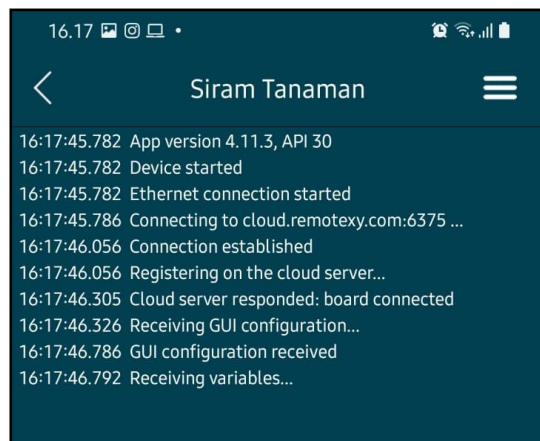 16.17
Siram Tanaman
16:17:45.782 App version 4.11.3, API 30
16:17:45.782 Device started
16:17:45.782 Ethernet connection started
16:17:45.786 Connecting to cloud.remotexy.com:6375 ...
16:17:46.056 Connection established
16:17:46.056 Registering on the cloud server...
16:17:46.305 Cloud server responded: board connected
16:17:46.326 Receiving GUI configuration...
16:17:46.786 GUI configuration received
16:17:46.792 Receiving variables...